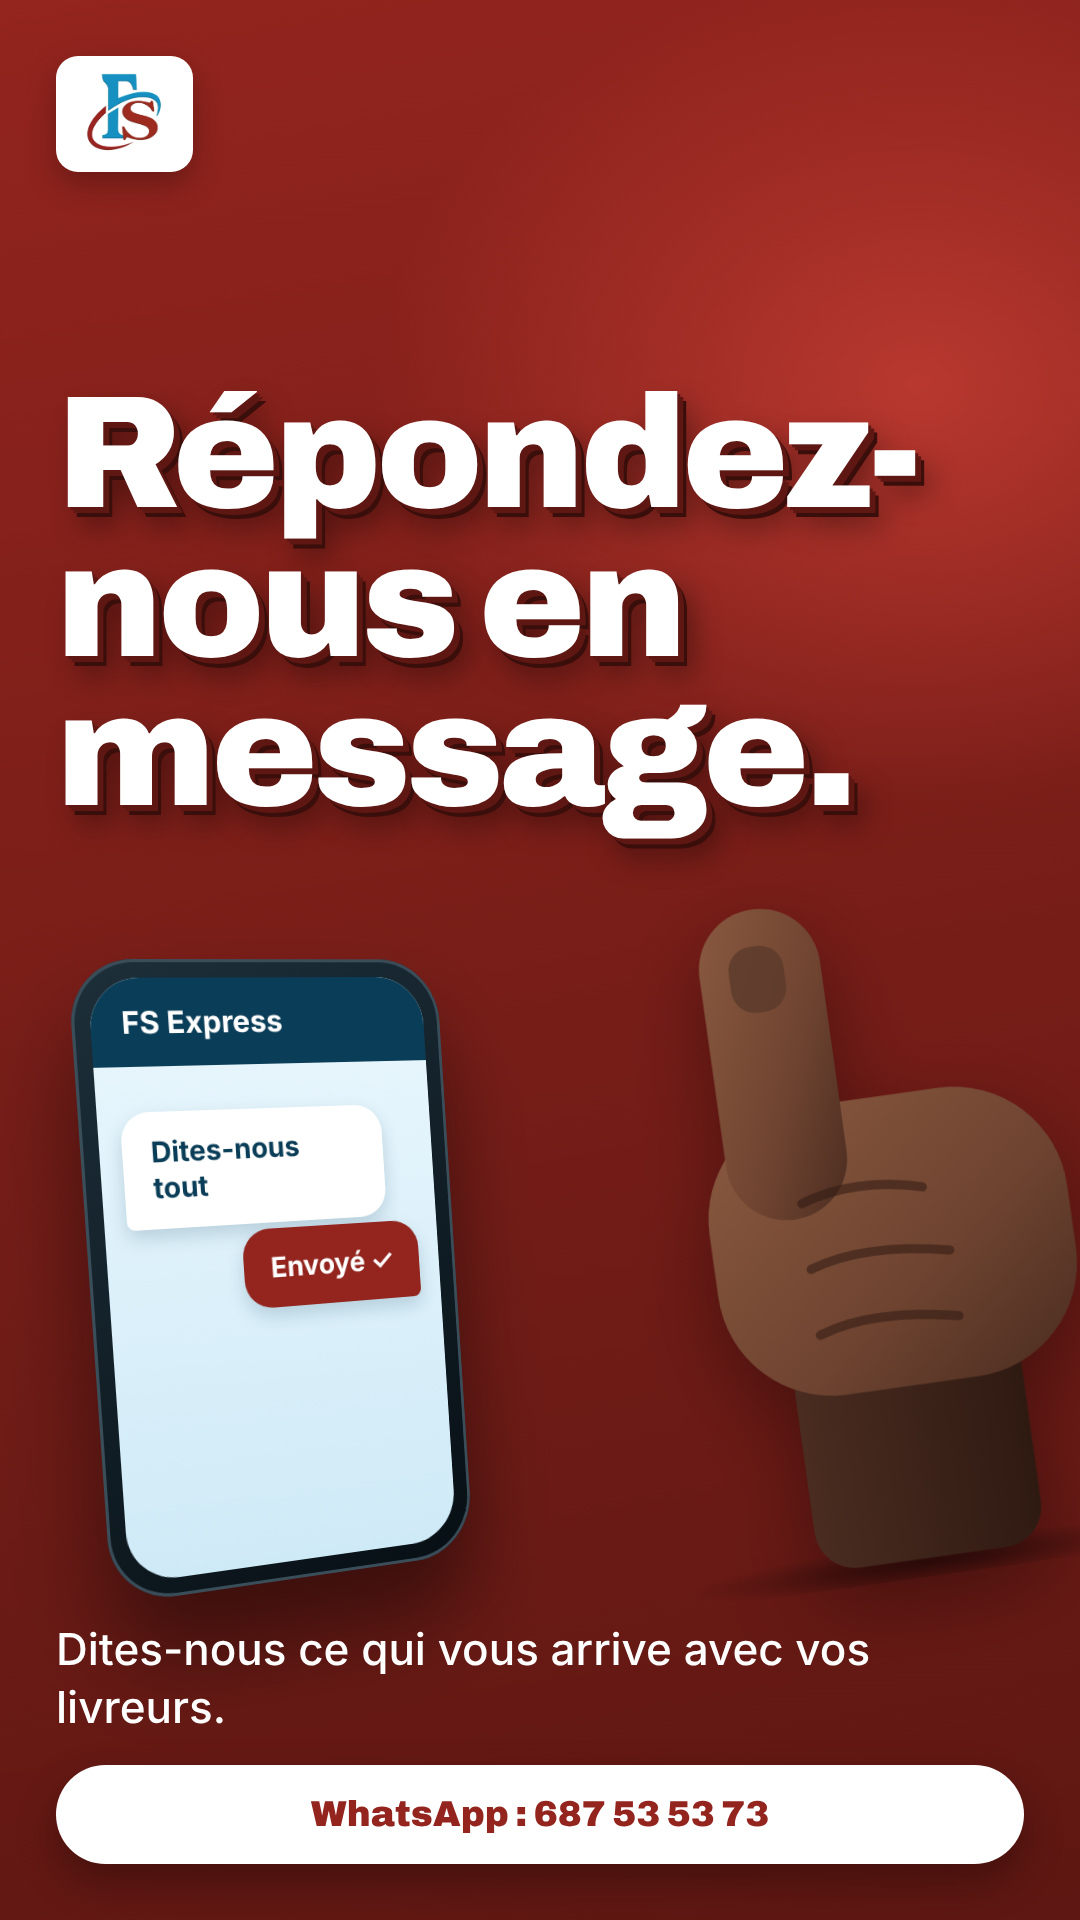 FS
Répondez-
nous en
message.
FS Express
Dites-nous
tout
Envoyé ✓
Dites-nous ce qui vous arrive avec vos
livreurs.
WhatsApp : 687 53 53 73